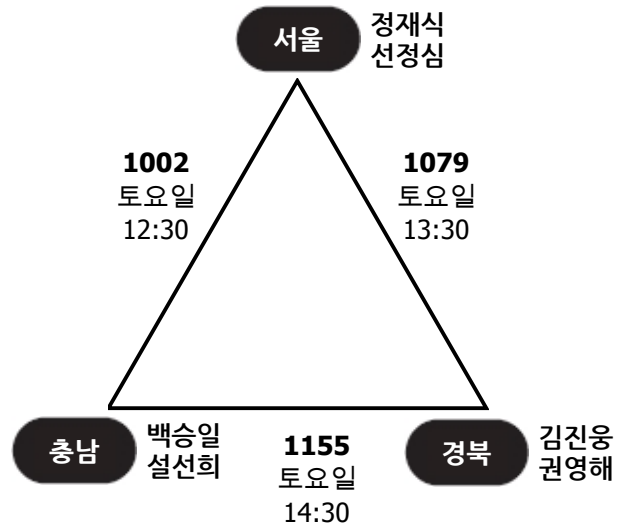 서울
정재식
선정심
1002
토요일
12:30
1079
토요일
13:30
충남
백승일
설선희
1155
토요일
14:30
경북
김진웅
권영해